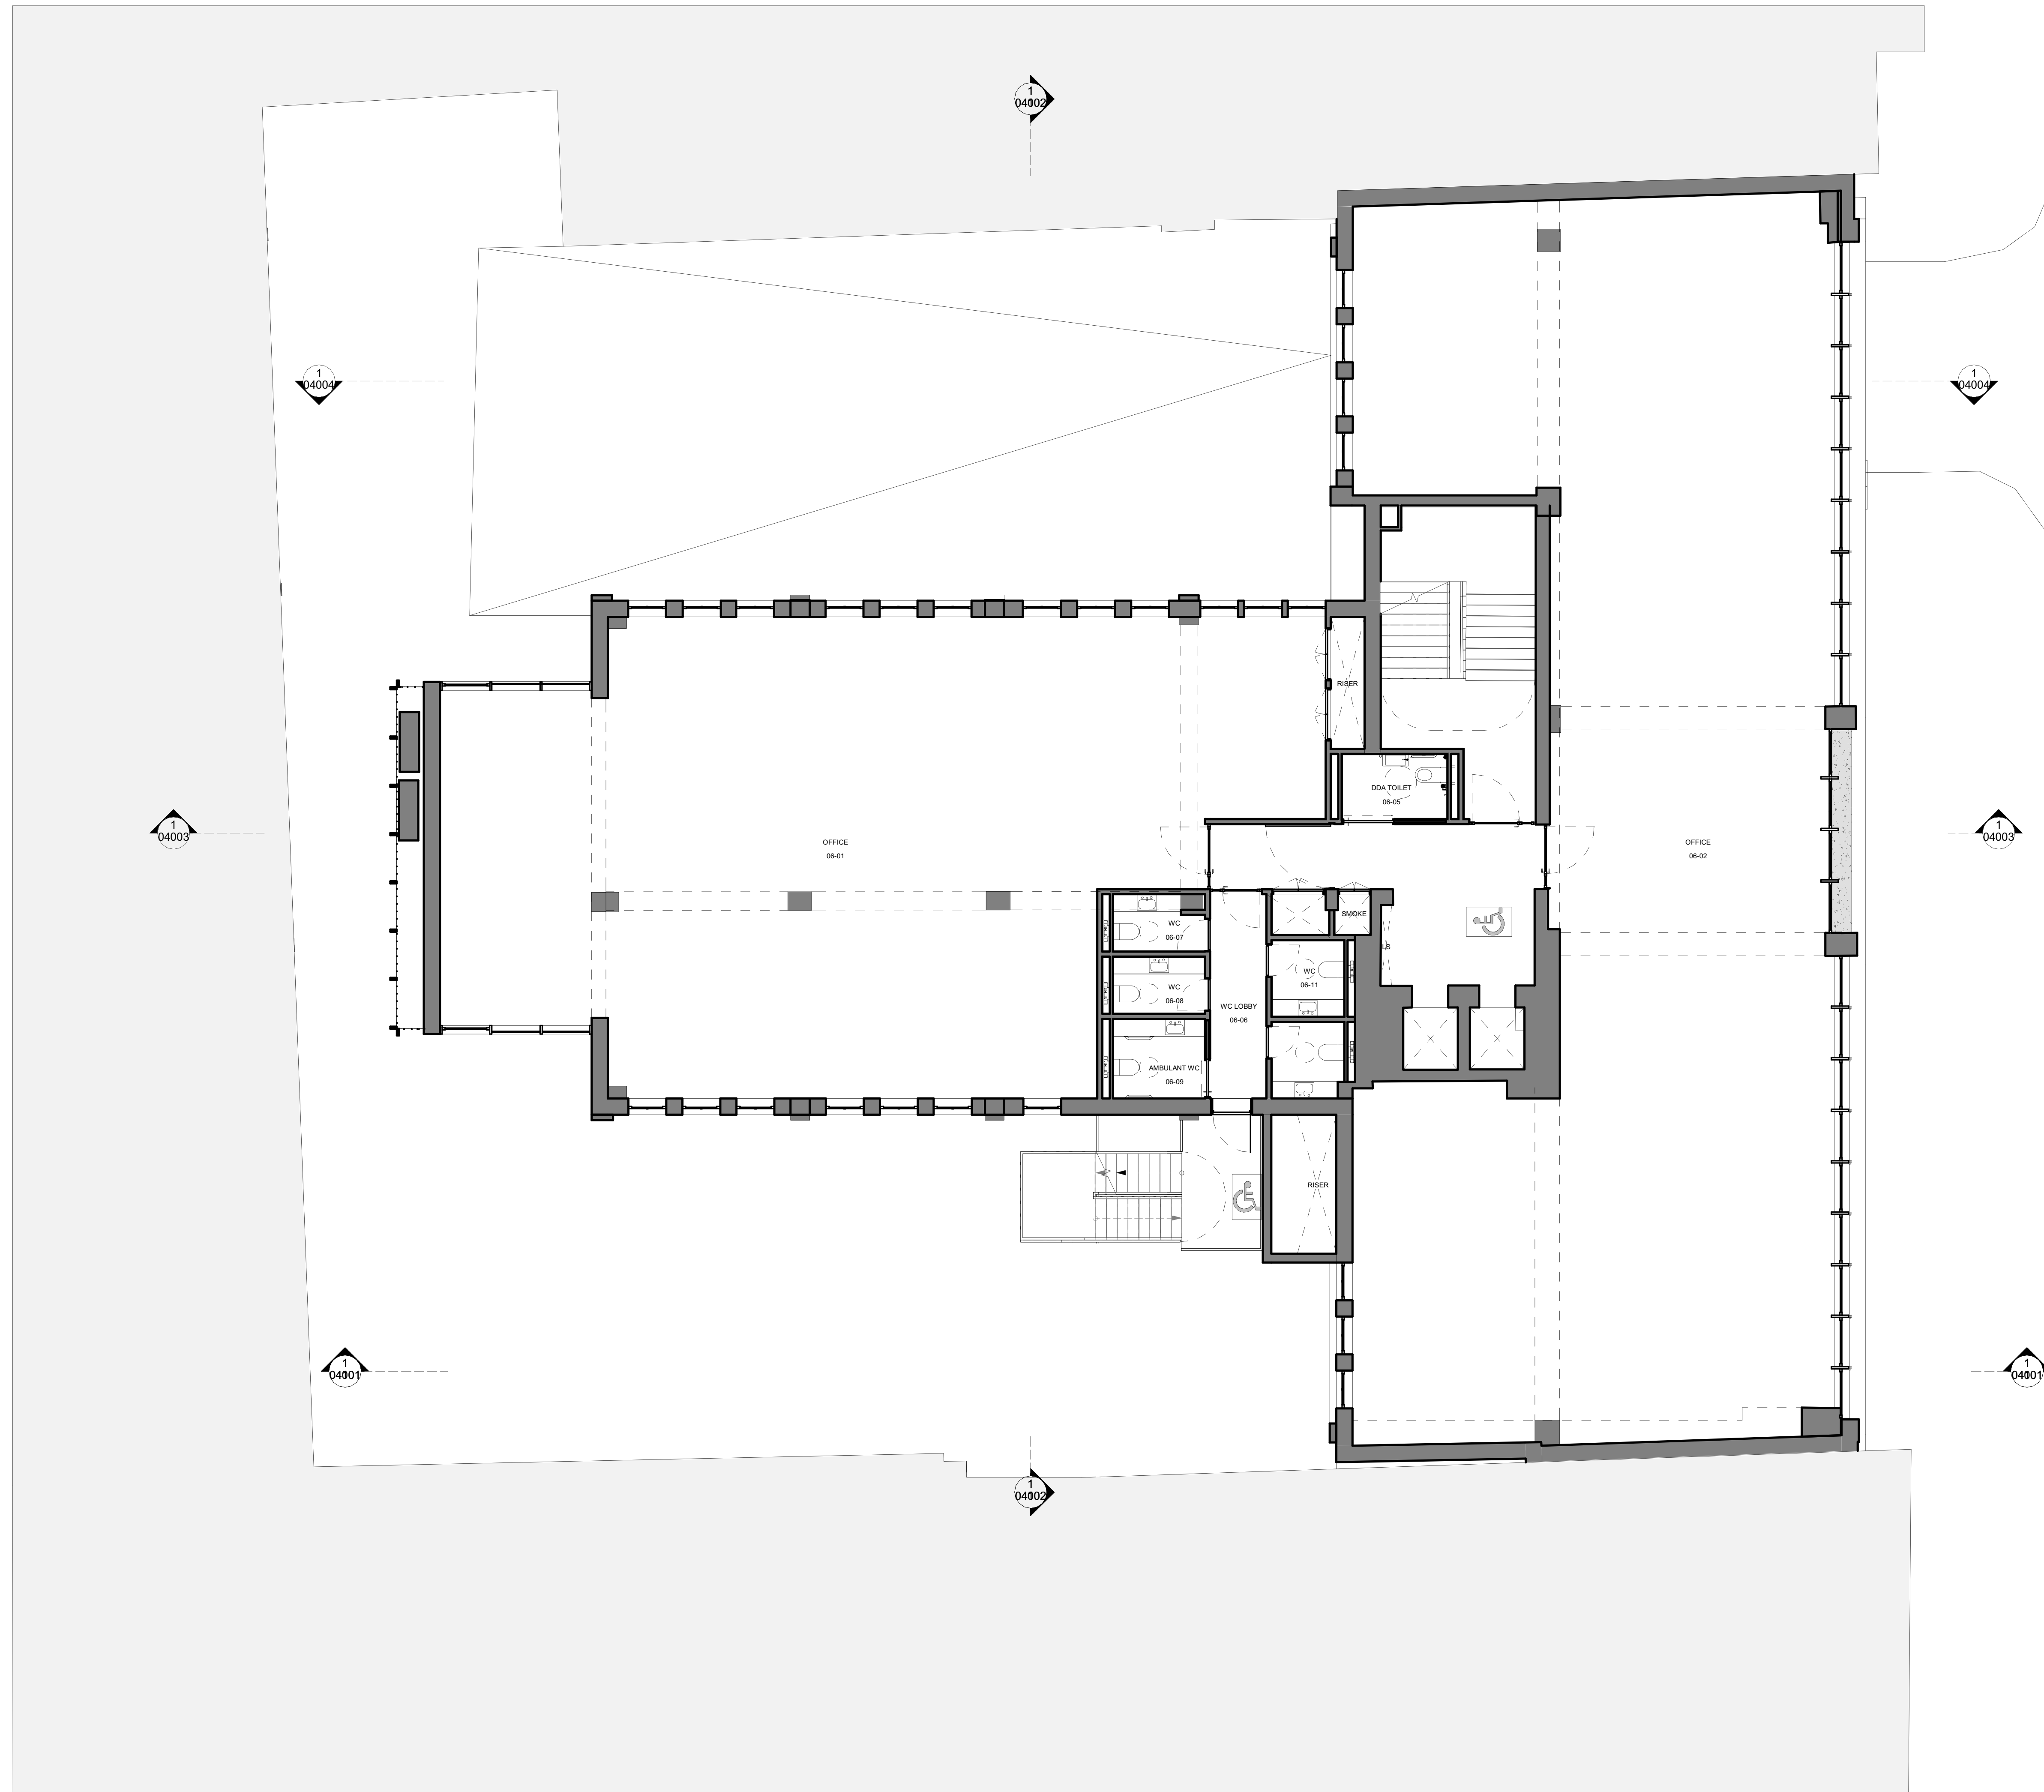 1
04002
1
04004
1
04004
RISER
DDA TOILET
06-05
1
04003
OFFICE
06-01
OFFICE
06-02
1
04003
SMOKE
WC
06-07
LS
WC
06-11
WC
06-08
WC LOBBY
06-06
AMBULANT WC
06-09
RISER
1
04001
1
04001
1
04002